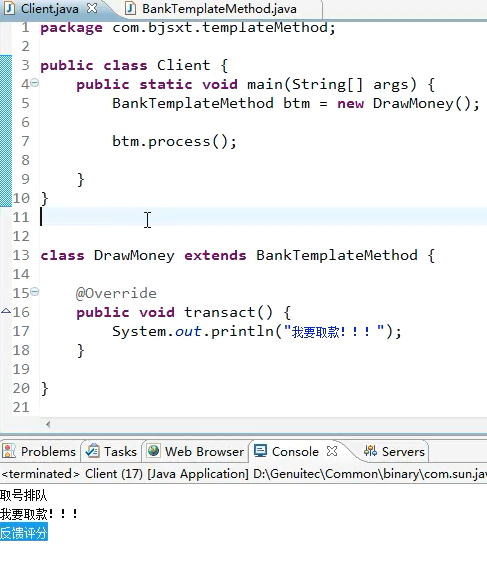 Client.java
BankTemplateMethod.java
1 package com.bjsxt.templateMethod;
2
3 public class Client {
4 public static void main(String[] args) {
5 BankTemplateMethod btm = new DrawMoney();
6
7 btm.process();
8
9 }
10 }
11
12
13 class DrawMoney extends BankTemplateMethod {
14
15 @Override
16 public void transact() {
17 System.out.println("我要取款！！！");
18 }
19
20 }
21
Problems Tasks Web Browser Console Servers
<terminated> Client (17) [Java Application] D:\Genuitec\Common\binary\com.sun.jav
取号排队
我要取款！！！
反馈评分